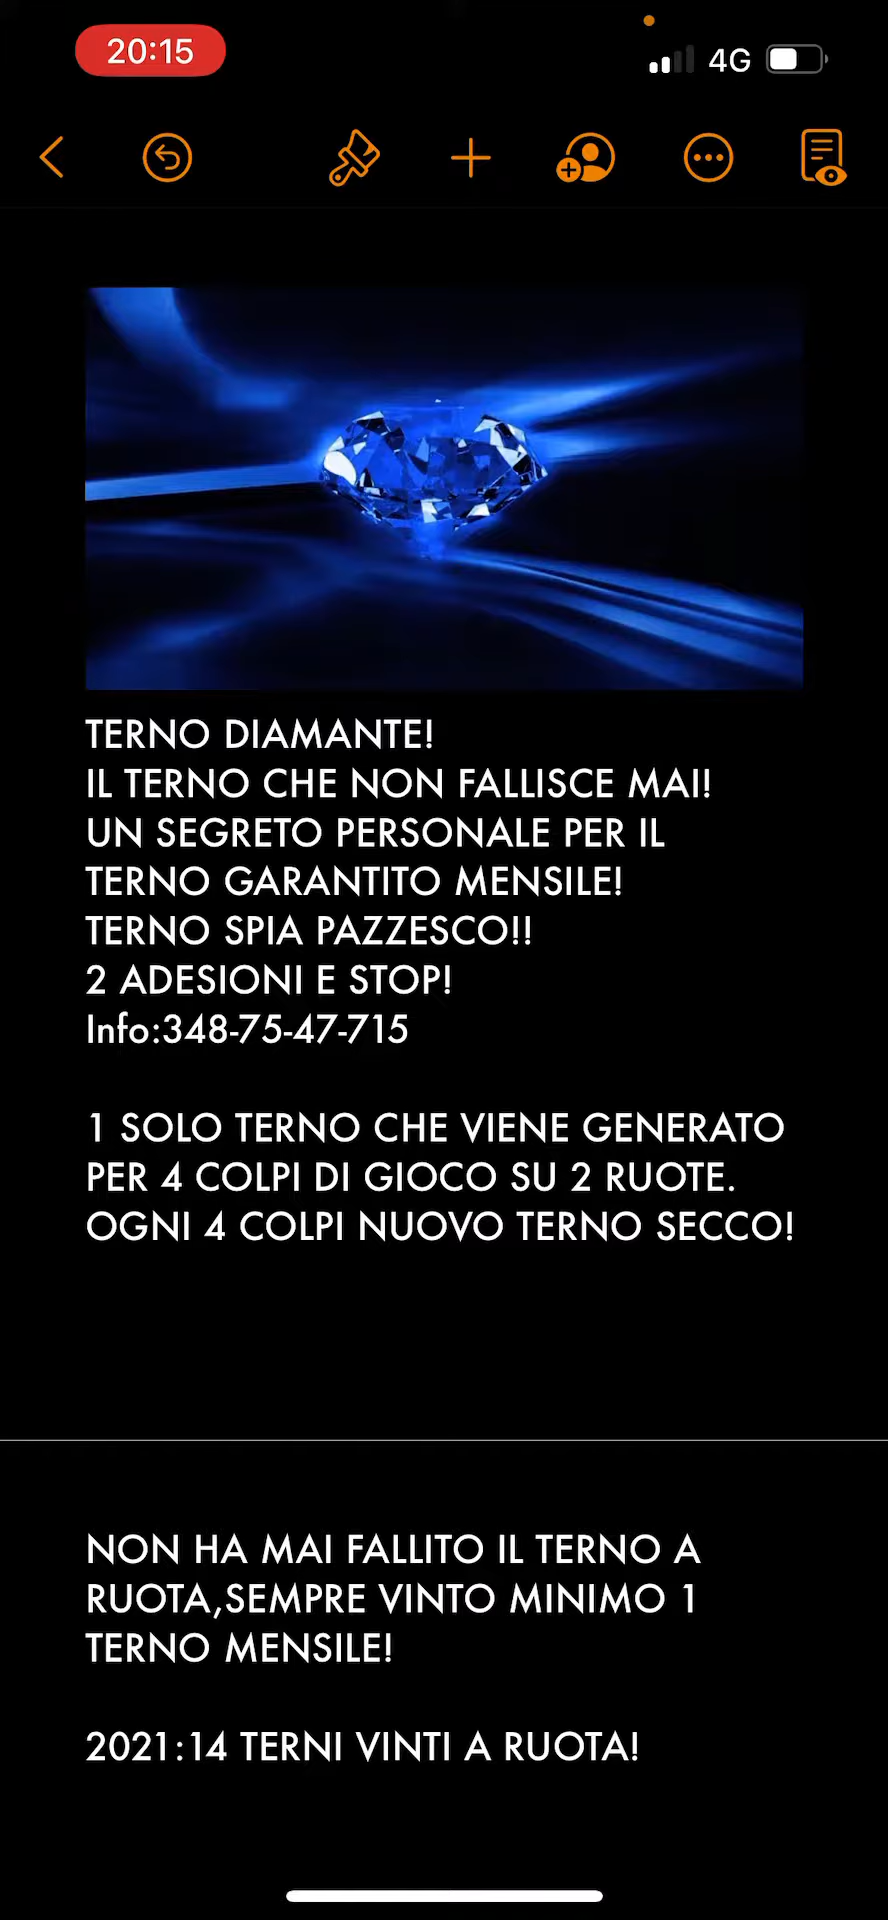 20:15
4G
TERNO DIAMANTE!
IL TERNO CHE NON FALLISCE MAI!
UN SEGRETO PERSONALE PER IL
TERNO GARANTITO MENSILE!
TERNO SPIA PAZZESCO!!
2 ADESIONI E STOP!
Info:348-75-47-715
1 SOLO TERNO CHE VIENE GENERATO
PER 4 COLPI DI GIOCO SU 2 RUOTE.
OGNI 4 COLPI NUOVO TERNO SECCO!
NON HA MAI FALLITO IL TERNO A
RUOTA,SEMPRE VINTO MINIMO 1
TERNO MENSILE!
2021:14 TERNI VINTI A RUOTA!